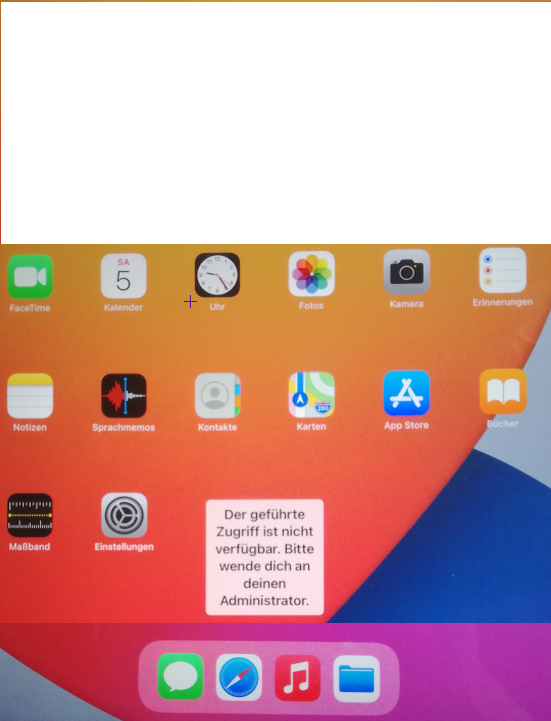 SA
5
FaceTime
Kalender
Uhr
Fotos
Kamera
Erinnerungen
Notizen
Sprachmemos
Kontakte
Karten
App Store
Bücher
Maßband
Einstellungen
Der geführte
Zugriff ist nicht
verfügbar. Bitte
wende dich an
deinen
Administrator.